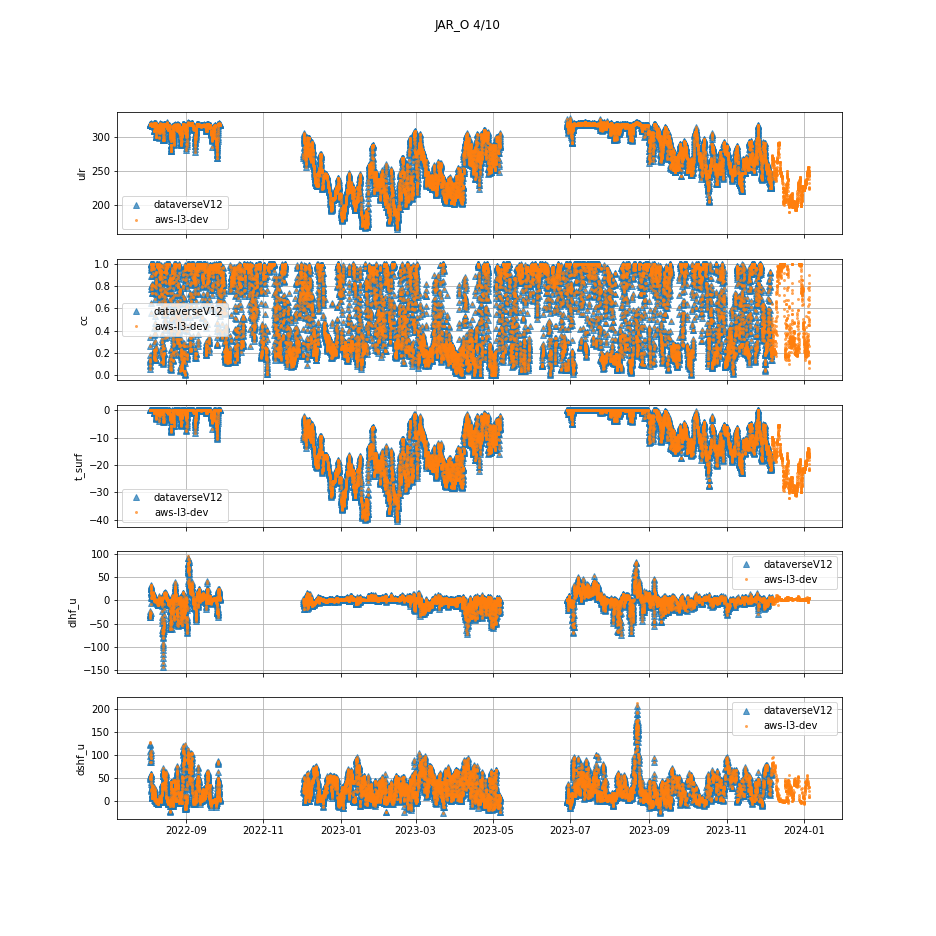 JAR_O 4/10
300
250
200
ulr
dataverseV12
aws-l3-dev
1.0
0.8
0.6
0.4
0.2
0.0
cc
dataverseV12
aws-l3-dev
0
−10
−20
−30
−40
t_surf
dataverseV12
aws-l3-dev
100
50
0
−50
−100
−150
dlhf_u
dataverseV12
aws-l3-dev
200
150
100
50
0
dshf_u
dataverseV12
aws-l3-dev
2022-09 2022-11 2023-01 2023-03 2023-05 2023-07 2023-09 2023-11 2024-01